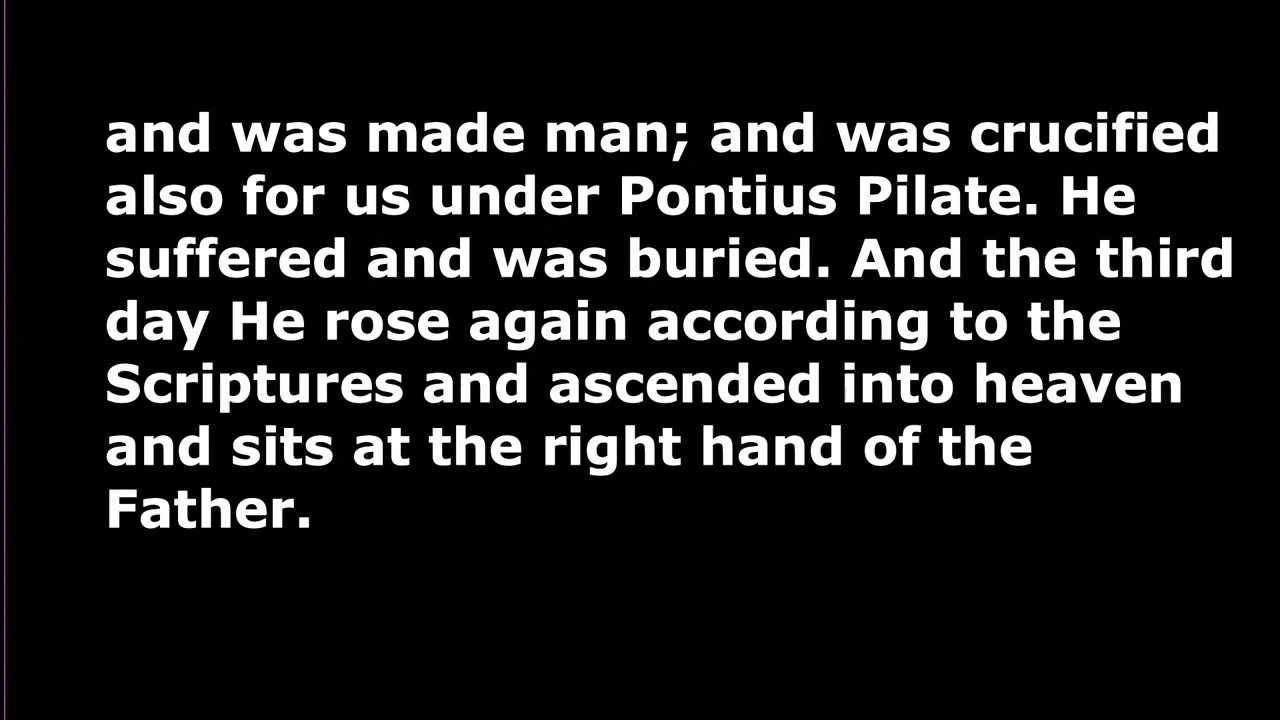 and was made man; and was crucified
also for us under Pontius Pilate. He
suffered and was buried. And the third
day He rose again according to the
Scriptures and ascended into heaven
and sits at the right hand of the
Father.